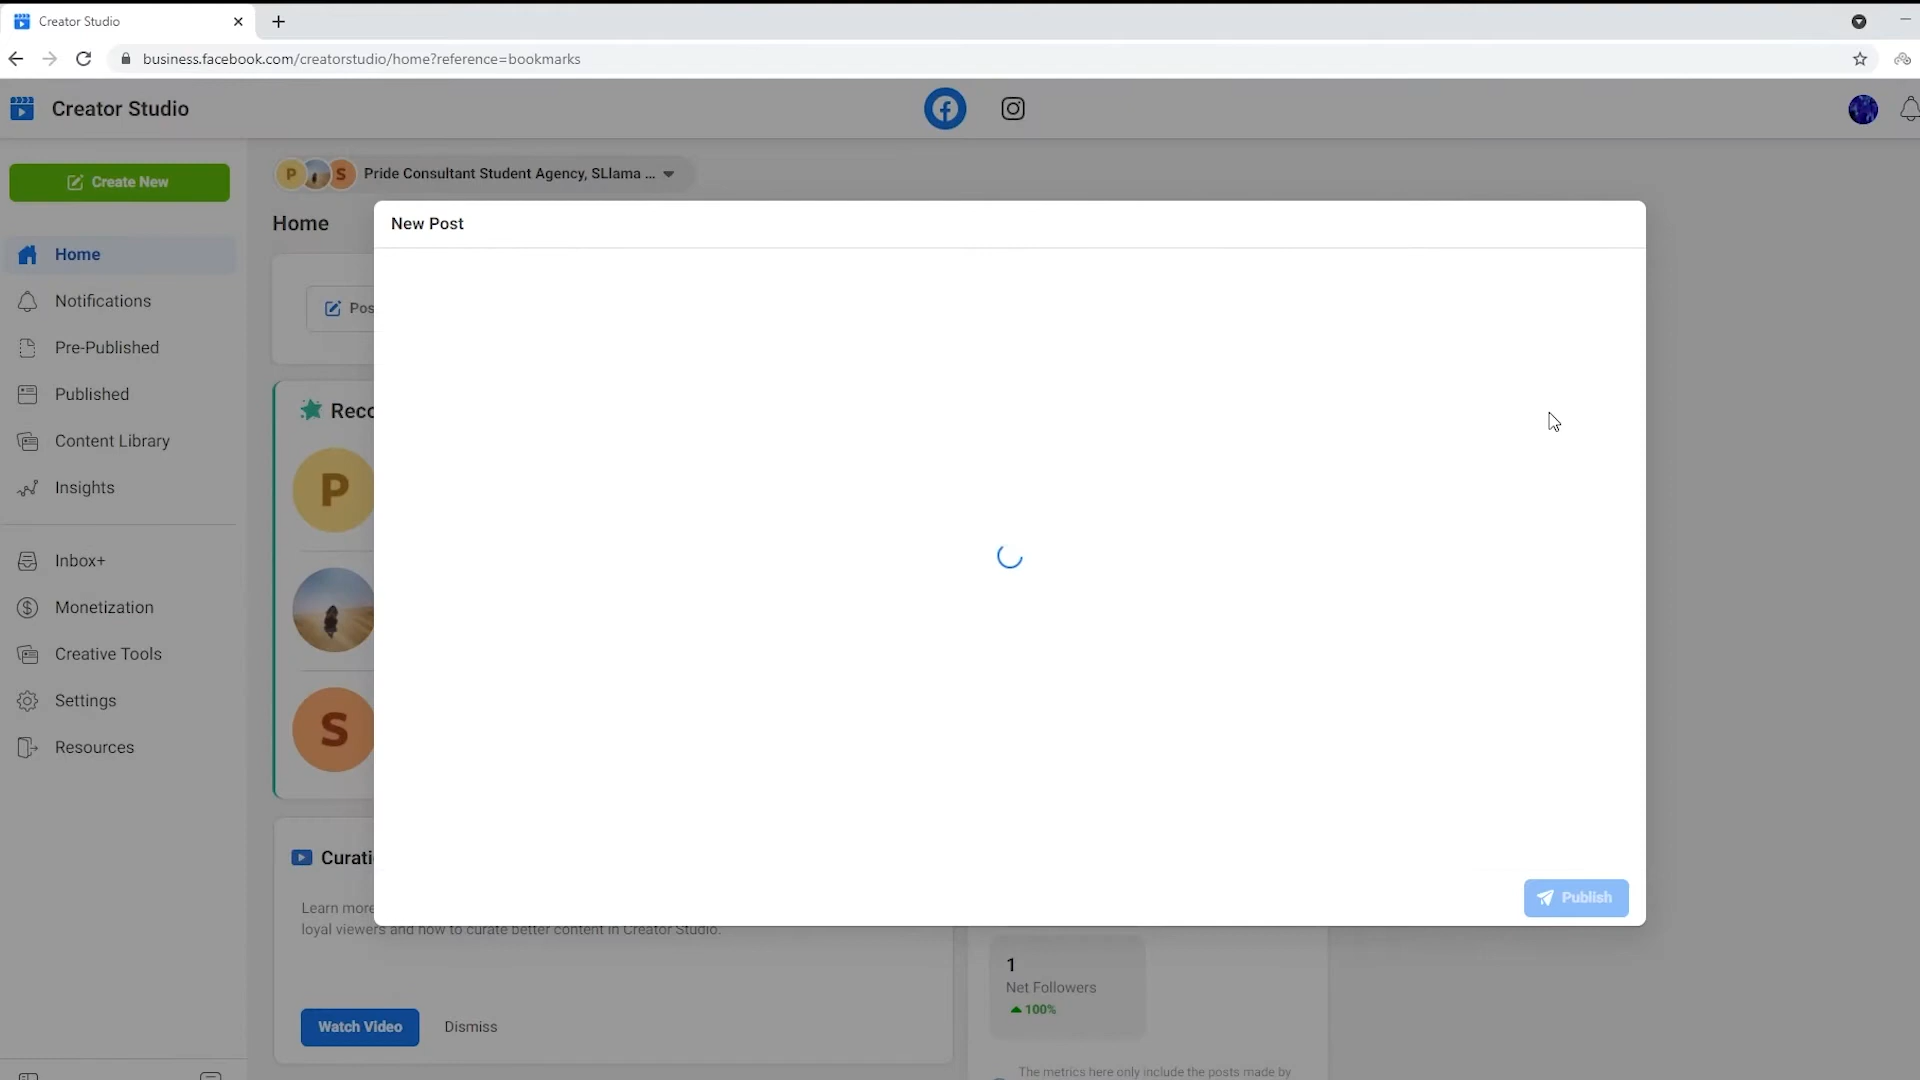 Creator Studio
business.facebook.com/creatorstudio/home?reference=bookmarks
Creator Studio
Create New
P
S
Pride Consultant Student Agency, SLlama ...
Home
New Post
Home
Notifications
Pos
Pre-Published
Published
Reco
Content Library
Insights
P
Inbox+
Monetization
Creative Tools
Settings
S
Resources
Curati
Publish
Learn more
loyal viewers and how to curate better content in Creator Studio.
1
Net Followers
100%
Watch Video
Dismiss
The metrics here only include the posts made by